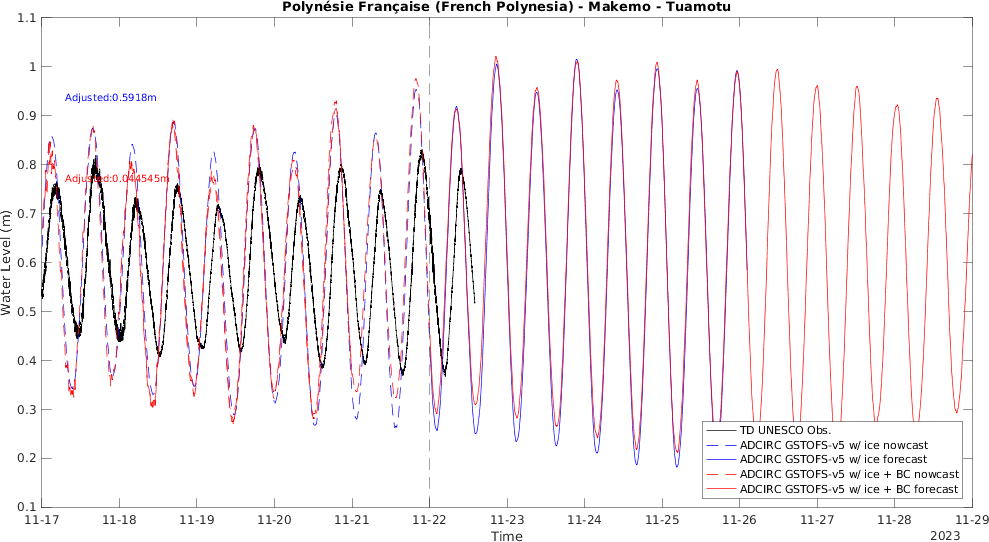 Polynésie Française (French Polynesia) - Makemo - Tuamotu
1.1
1
0.9
0.8
0.7
0.6
0.5
0.4
0.3
0.2
0.1
Water Level (m)
Adjusted:0.5918m
Adjusted:0.044545m
TD UNESCO Obs.
ADCIRC GSTOFS-v5 w/ ice nowcast
ADCIRC GSTOFS-v5 w/ ice forecast
ADCIRC GSTOFS-v5 w/ ice + BC nowcast
ADCIRC GSTOFS-v5 w/ ice + BC forecast
11-17 11-18 11-19 11-20 11-21 11-22 11-23 11-24 11-25 11-26 11-27 11-28 11-29
Time
2023